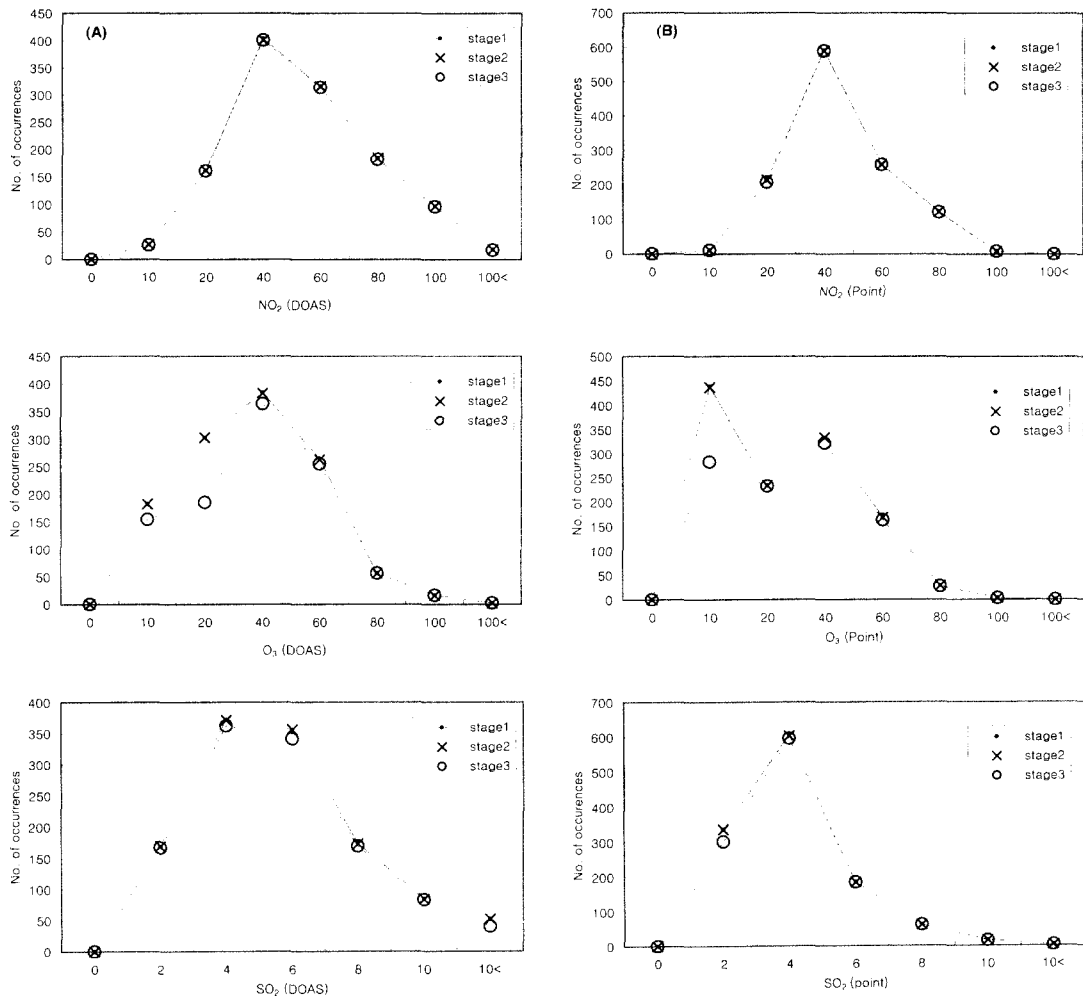 (A)
stage1
stage2
stage3
No. of occurrences
450
400
350
300
250
200
150
100
50
0
0 10 20 40 60 80 100 100<
NO₂ (DOAS)
(B)
stage1
stage2
stage3
No. of occurrences
700
600
500
400
300
200
100
0
0 10 20 40 60 80 100 100<
NO₂ (Point)
stage1
stage2
stage3
No. of occurrences
450
400
350
300
250
200
150
100
50
0
0 10 20 40 60 80 100 100<
O₃ (DOAS)
stage1
stage2
stage3
No. of occurrences
500
450
400
350
300
250
200
150
100
50
0
0 10 20 40 60 80 100 100<
O₃ (Point)
stage1
stage2
stage3
No. of occurrences
400
350
300
250
200
150
100
50
0
0 2 4 6 8 10 10<
SO₂ (DOAS)
stage1
stage2
stage3
No. of occurrences
700
600
500
400
300
200
100
0
0 2 4 6 8 10 10<
SO₂ (point)